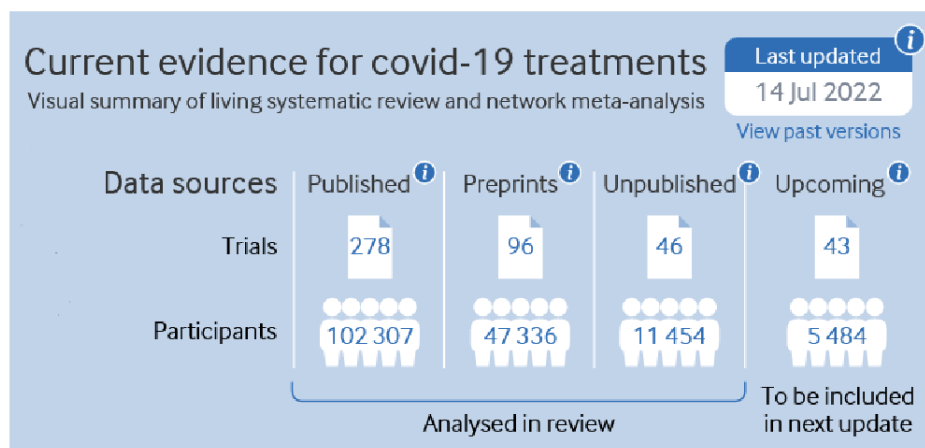 Current evidence for covid-19 treatments
Visual summary of living systematic review and network meta-analysis
Last updated i
14 Jul 2022
View past versions
Data sources Published i Preprints i Unpublished i Upcoming i
Trials 278 96 46 43
Participants 102 307 47 336 11 454 5 484
Analysed in review
To be included
in next update